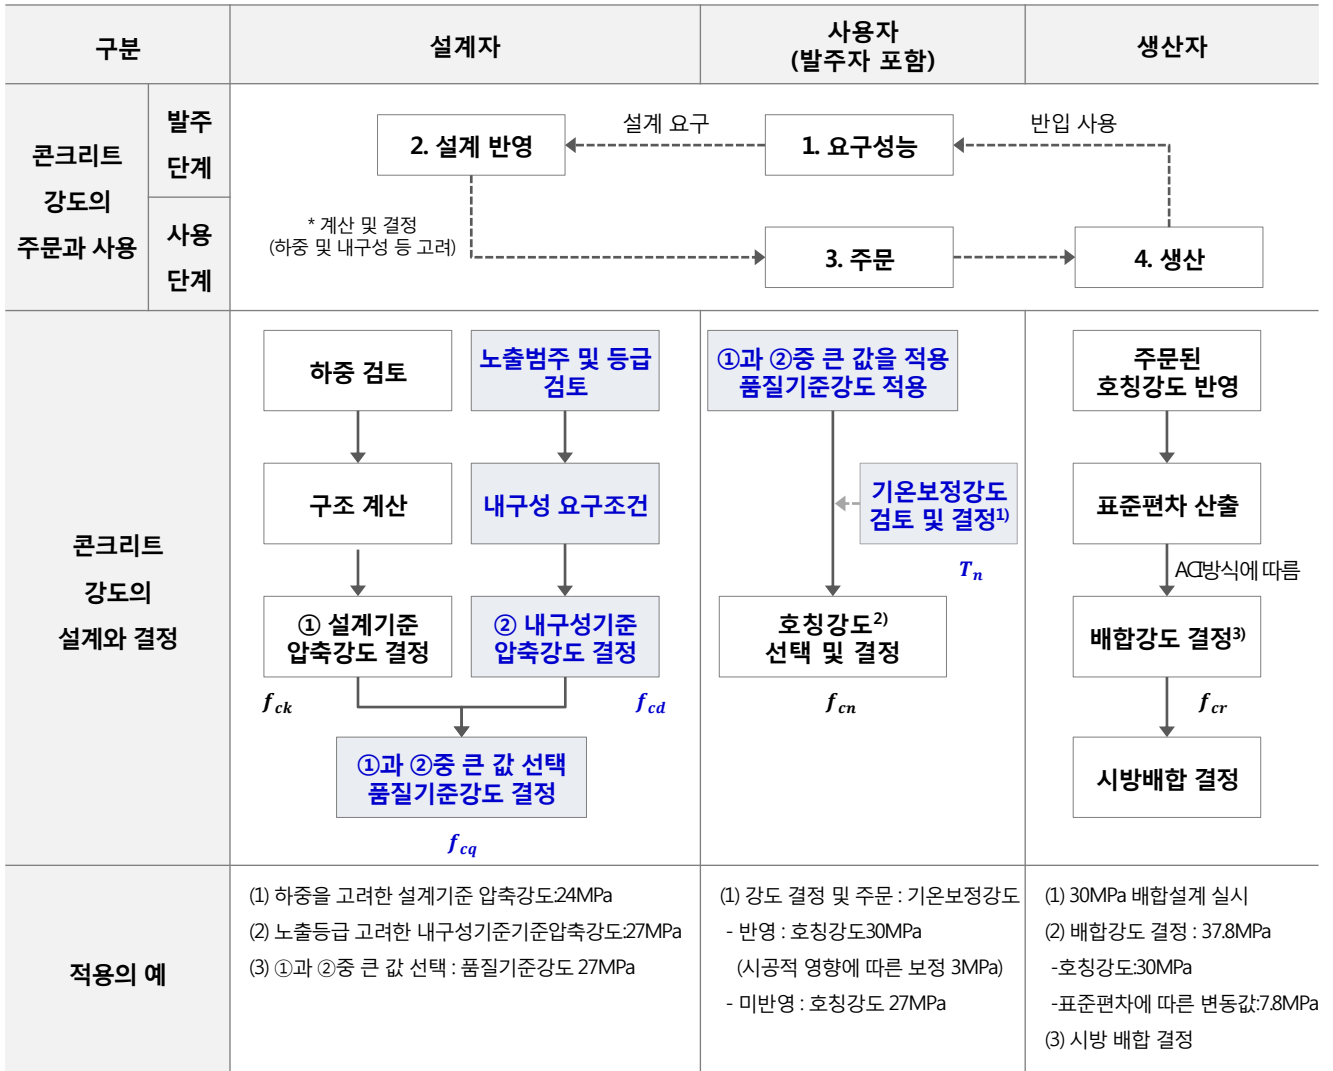 구분
설계자
사용자
(발주자 포함)
생산자
콘크리트
강도의
주문과 사용
발주
단계
사용
단계
2. 설계 반영
설계 요구
1. 요구성능
반입 사용
* 계산 및 결정
(하중 및 내구성 등 고려)
3. 주문
4. 생산
콘크리트
강도의
설계와 결정
하중 검토
노출범주 및 등급
검토
구조 계산
내구성 요구조건
① 설계기준
압축강도 결정
② 내구성기준
압축강도 결정
f_ck
f_cd
①과 ②중 큰 값 선택
품질기준강도 결정
f_cq
①과 ②중 큰 값을 적용
품질기준강도 적용
기온보정강도
검토 및 결정1)
T_n
호칭강도2)
선택 및 결정
f_cn
주문된
호칭강도 반영
표준편차 산출
ACI방식에 따름
배합강도 결정3)
f_cr
시방배합 결정
적용의 예
(1) 하중을 고려한 설계기준 압축강도:24MPa
(2) 노출등급 고려한 내구성기준기준압축강도:27MPa
(3) ①과 ②중 큰 값 선택 : 품질기준강도 27MPa
(1) 강도 결정 및 주문 : 기온보정강도
- 반영 : 호칭강도30MPa
(시공적 영향에 따른 보정 3MPa)
- 미반영 : 호칭강도 27MPa
(1) 30MPa 배합설계 실시
(2) 배합강도 결정 : 37.8MPa
-호칭강도:30MPa
-표준편차에 따른 변동값:7.8MPa
(3) 시방 배합 결정